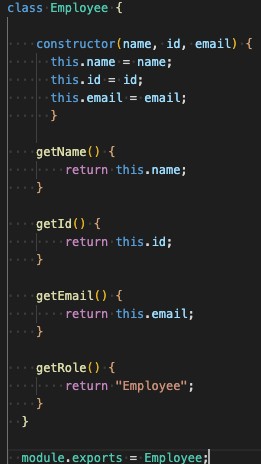 class Employee {
constructor(name, id, email) {
this.name = name;
this.id = id;
this.email = email;
}
getName() {
return this.name;
}
getId() {
return this.id;
}
getEmail() {
return this.email;
}
getRole() {
return "Employee";
}
}
module.exports = Employee;